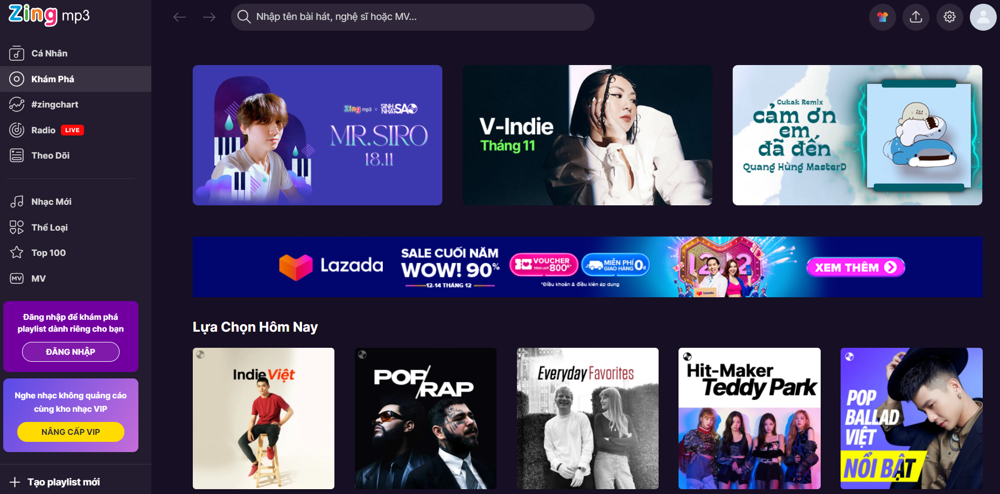 Zing mp3
Nhập tên bài hát, nghệ sĩ hoặc MV...
Cá Nhân
Khám Phá
#zingchart
Radio LIVE
Theo Dõi
Nhạc Mới
Thể Loại
Top 100
MV MV
Đăng nhập để khám phá
playlist dành riêng cho bạn
ĐĂNG NHẬP
Nghe nhạc không quảng cáo
cùng kho nhạc VIP
NÂNG CẤP VIP
Tạo playlist mới
Zing mp3 × SINH NHẬT SAO
MR.SIRO
18.11
V-Indie
Tháng 11
Cukak Remix
cảm ơn
em
đã đến
Quang Hùng MasterD
Lazada
SALE CUỐI NĂM
WOW! 90%
12-14 THÁNG 12
VOUCHER
TÍCH LUỸ 800K*
MIỄN PHÍ
GIAO HÀNG 0đ
*Điều khoản & điều kiện áp dụng
12.12
Lazada
XEM THÊM
Lựa Chọn Hôm Nay
Indie Việt
POP/RAP
Everyday Favorites
Hit-Maker
Teddy Park
POP
BALLAD
VIỆT
NỔI BẬT